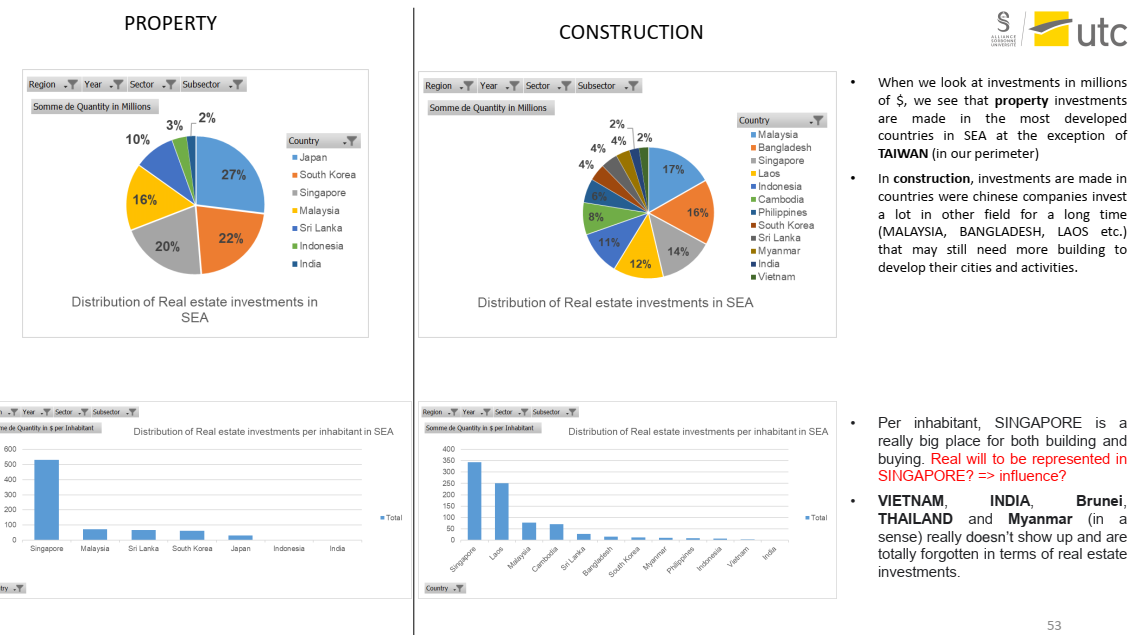 PROPERTY
CONSTRUCTION
ALLIANCE
SORBONNE
UNIVERSITÉ
utc
Region Year Sector Subsector
Somme de Quantity in Millions
2%
3%
10%
27%
16%
22%
20%
Country
Japan
South Korea
Singapore
Malaysia
Sri Lanka
Indonesia
India
Distribution of Real estate investments in
SEA
Region Year Sector Subsector
Somme de Quantity in Millions
2%
4% 2%
4%
4%
17%
6%
16%
8%
11%
14%
12%
Country
Malaysia
Bangladesh
Singapore
Laos
Indonesia
Cambodia
Philippines
South Korea
Sri Lanka
Myanmar
India
Vietnam
Distribution of Real estate investments in SEA
• When we look at investments in millions
of $, we see that property investments
are made in the most developed
countries in SEA at the exception of
TAIWAN (in our perimeter)
• In construction, investments are made in
countries were chinese companies invest
a lot in other field for a long time
(MALAYSIA, BANGLADESH, LAOS etc.)
that may still need more building to
develop their cities and activities.
n Year Sector Subsector
me de Quantity in $ per Inhabitant
Distribution of Real estate investments per inhabitant in SEA
600
500
400
300
200
100
0
Singapore Malaysia Sri Lanka South Korea Japan Indonesia India
Total
try
Region Year Sector Subsector
Somme de Quantity in $ per Inhabitant
Distribution of Real estate investments per inhabitant in SEA
400
350
300
250
200
150
100
50
0
Singapore Laos Malaysia Cambodia Sri Lanka Bangladesh South Korea Myanmar Philippines Indonesia Vietnam India
Total
Country
• Per inhabitant, SINGAPORE is a
really big place for both building and
buying. Real will to be represented in
SINGAPORE? => influence?
• VIETNAM, INDIA, Brunei,
THAILAND and Myanmar (in a
sense) really doesn't show up and are
totally forgotten in terms of real estate
investments.
53